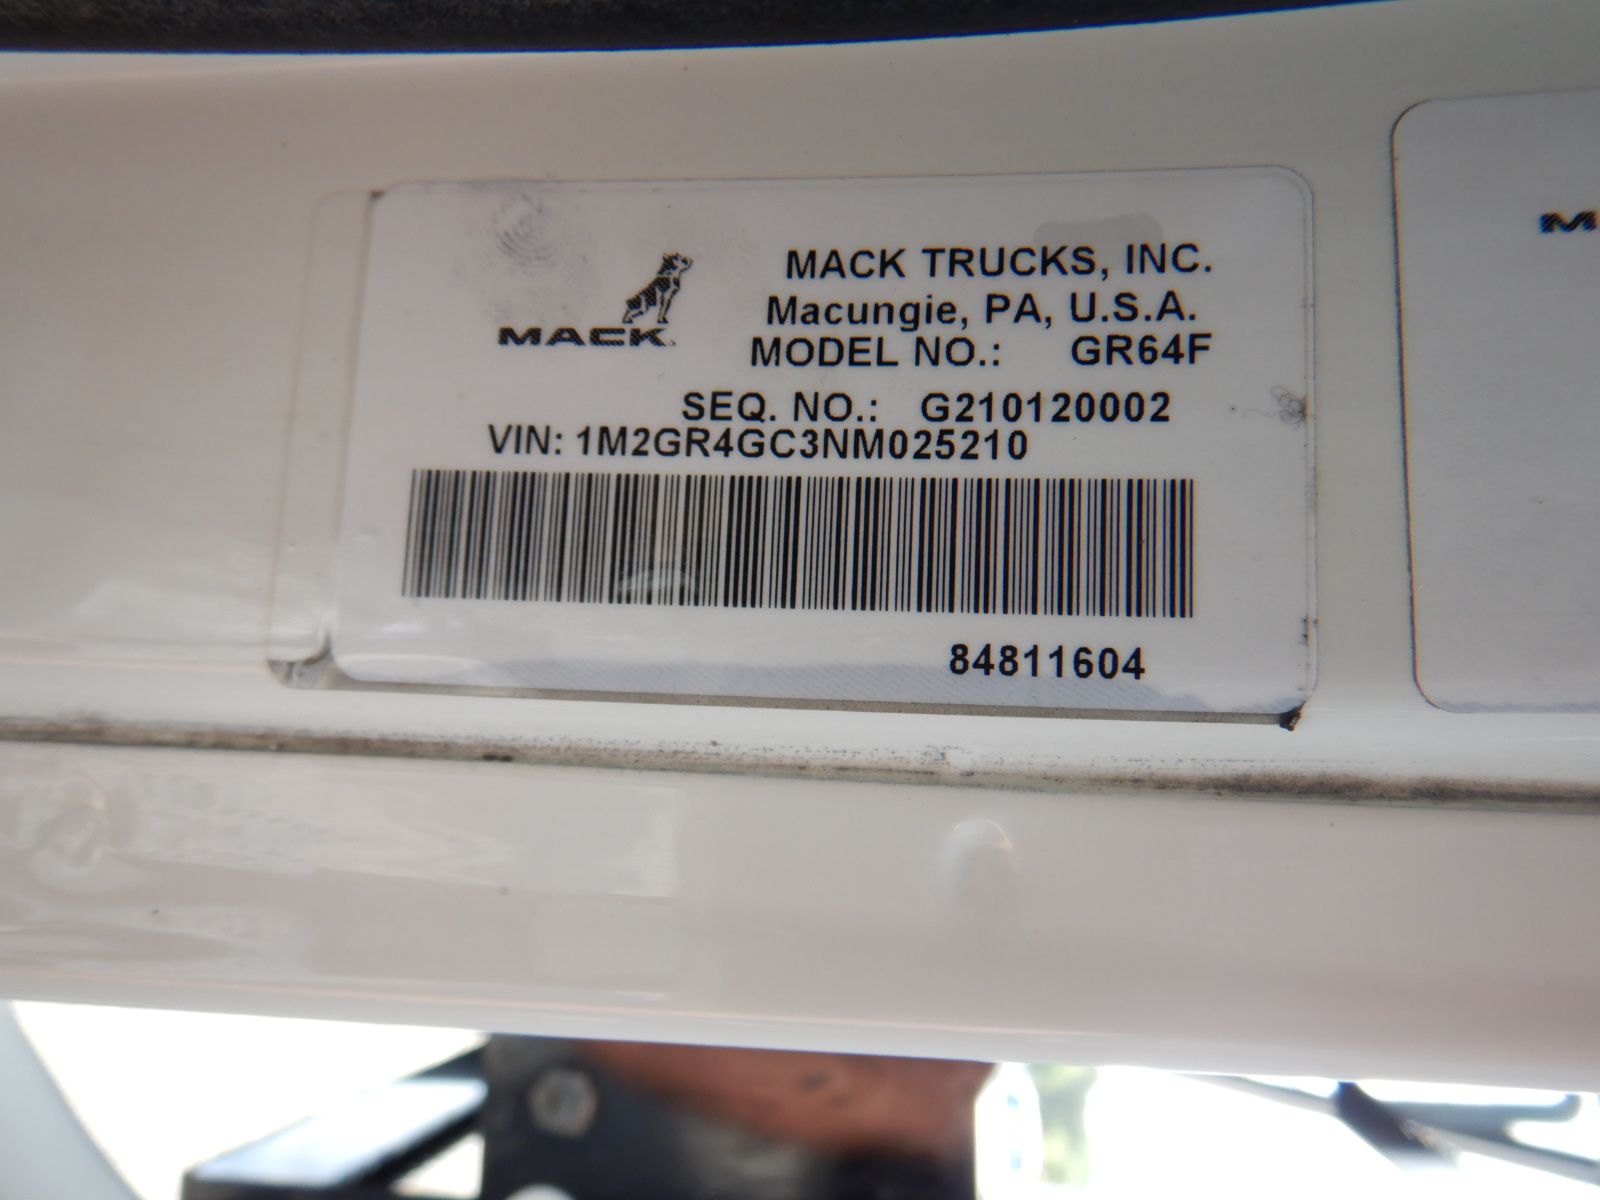 MACK TRUCKS, INC.
Macungie, PA, U.S.A.
MACK
MODEL NO.: GR64F
SEQ. NO.: G210120002
VIN: 1M2GR4GC3NM025210
84811604